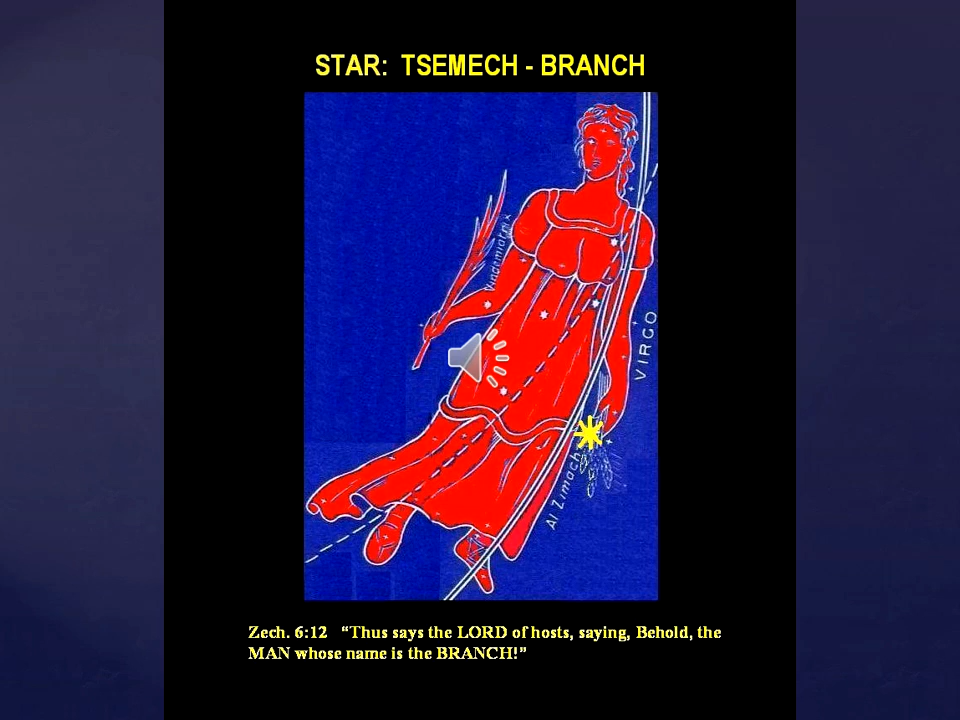 STAR: TSEMECH - BRANCH
Vindemiatrix
VIRGO
Al Zimach
Zech. 6:12 “Thus says the LORD of hosts, saying, Behold, the
MAN whose name is the BRANCH!”